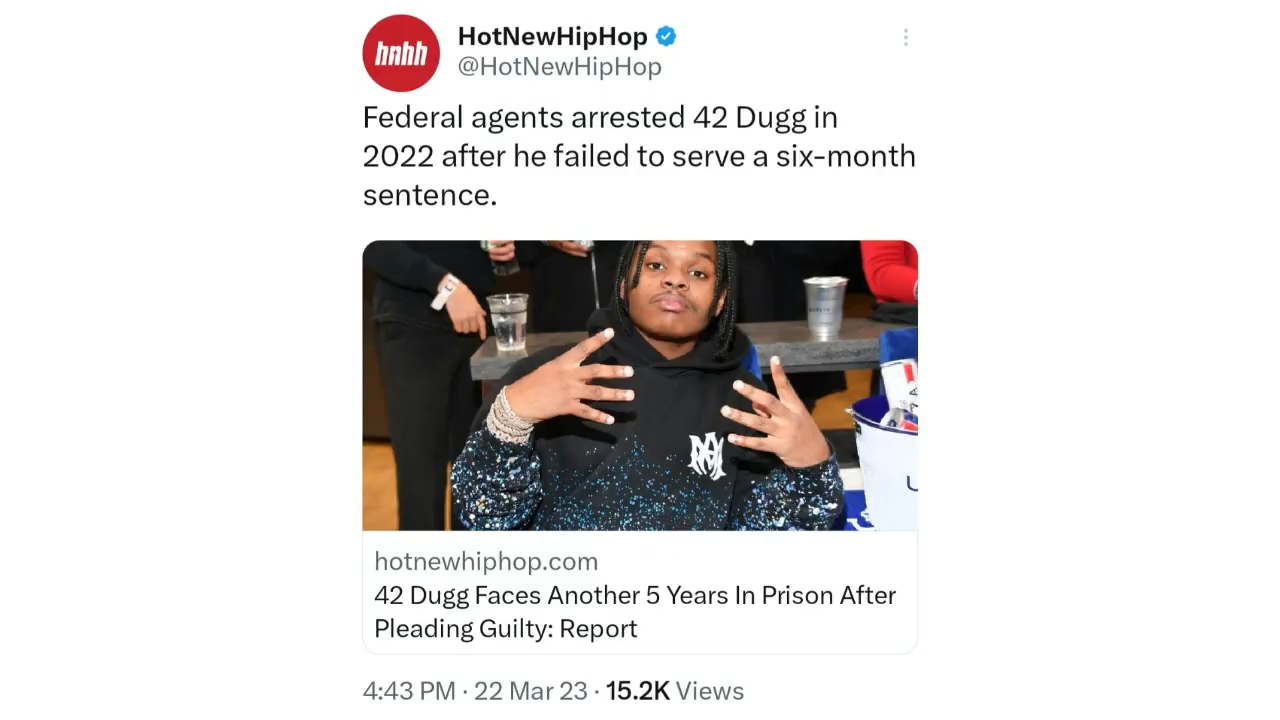 hnhh
HotNewHipHop
@HotNewHipHop
Federal agents arrested 42 Dugg in
2022 after he failed to serve a six-month
sentence.
hotnewhiphop.com
42 Dugg Faces Another 5 Years In Prison After
Pleading Guilty: Report
4:43 PM · 22 Mar 23 · 15.2K Views